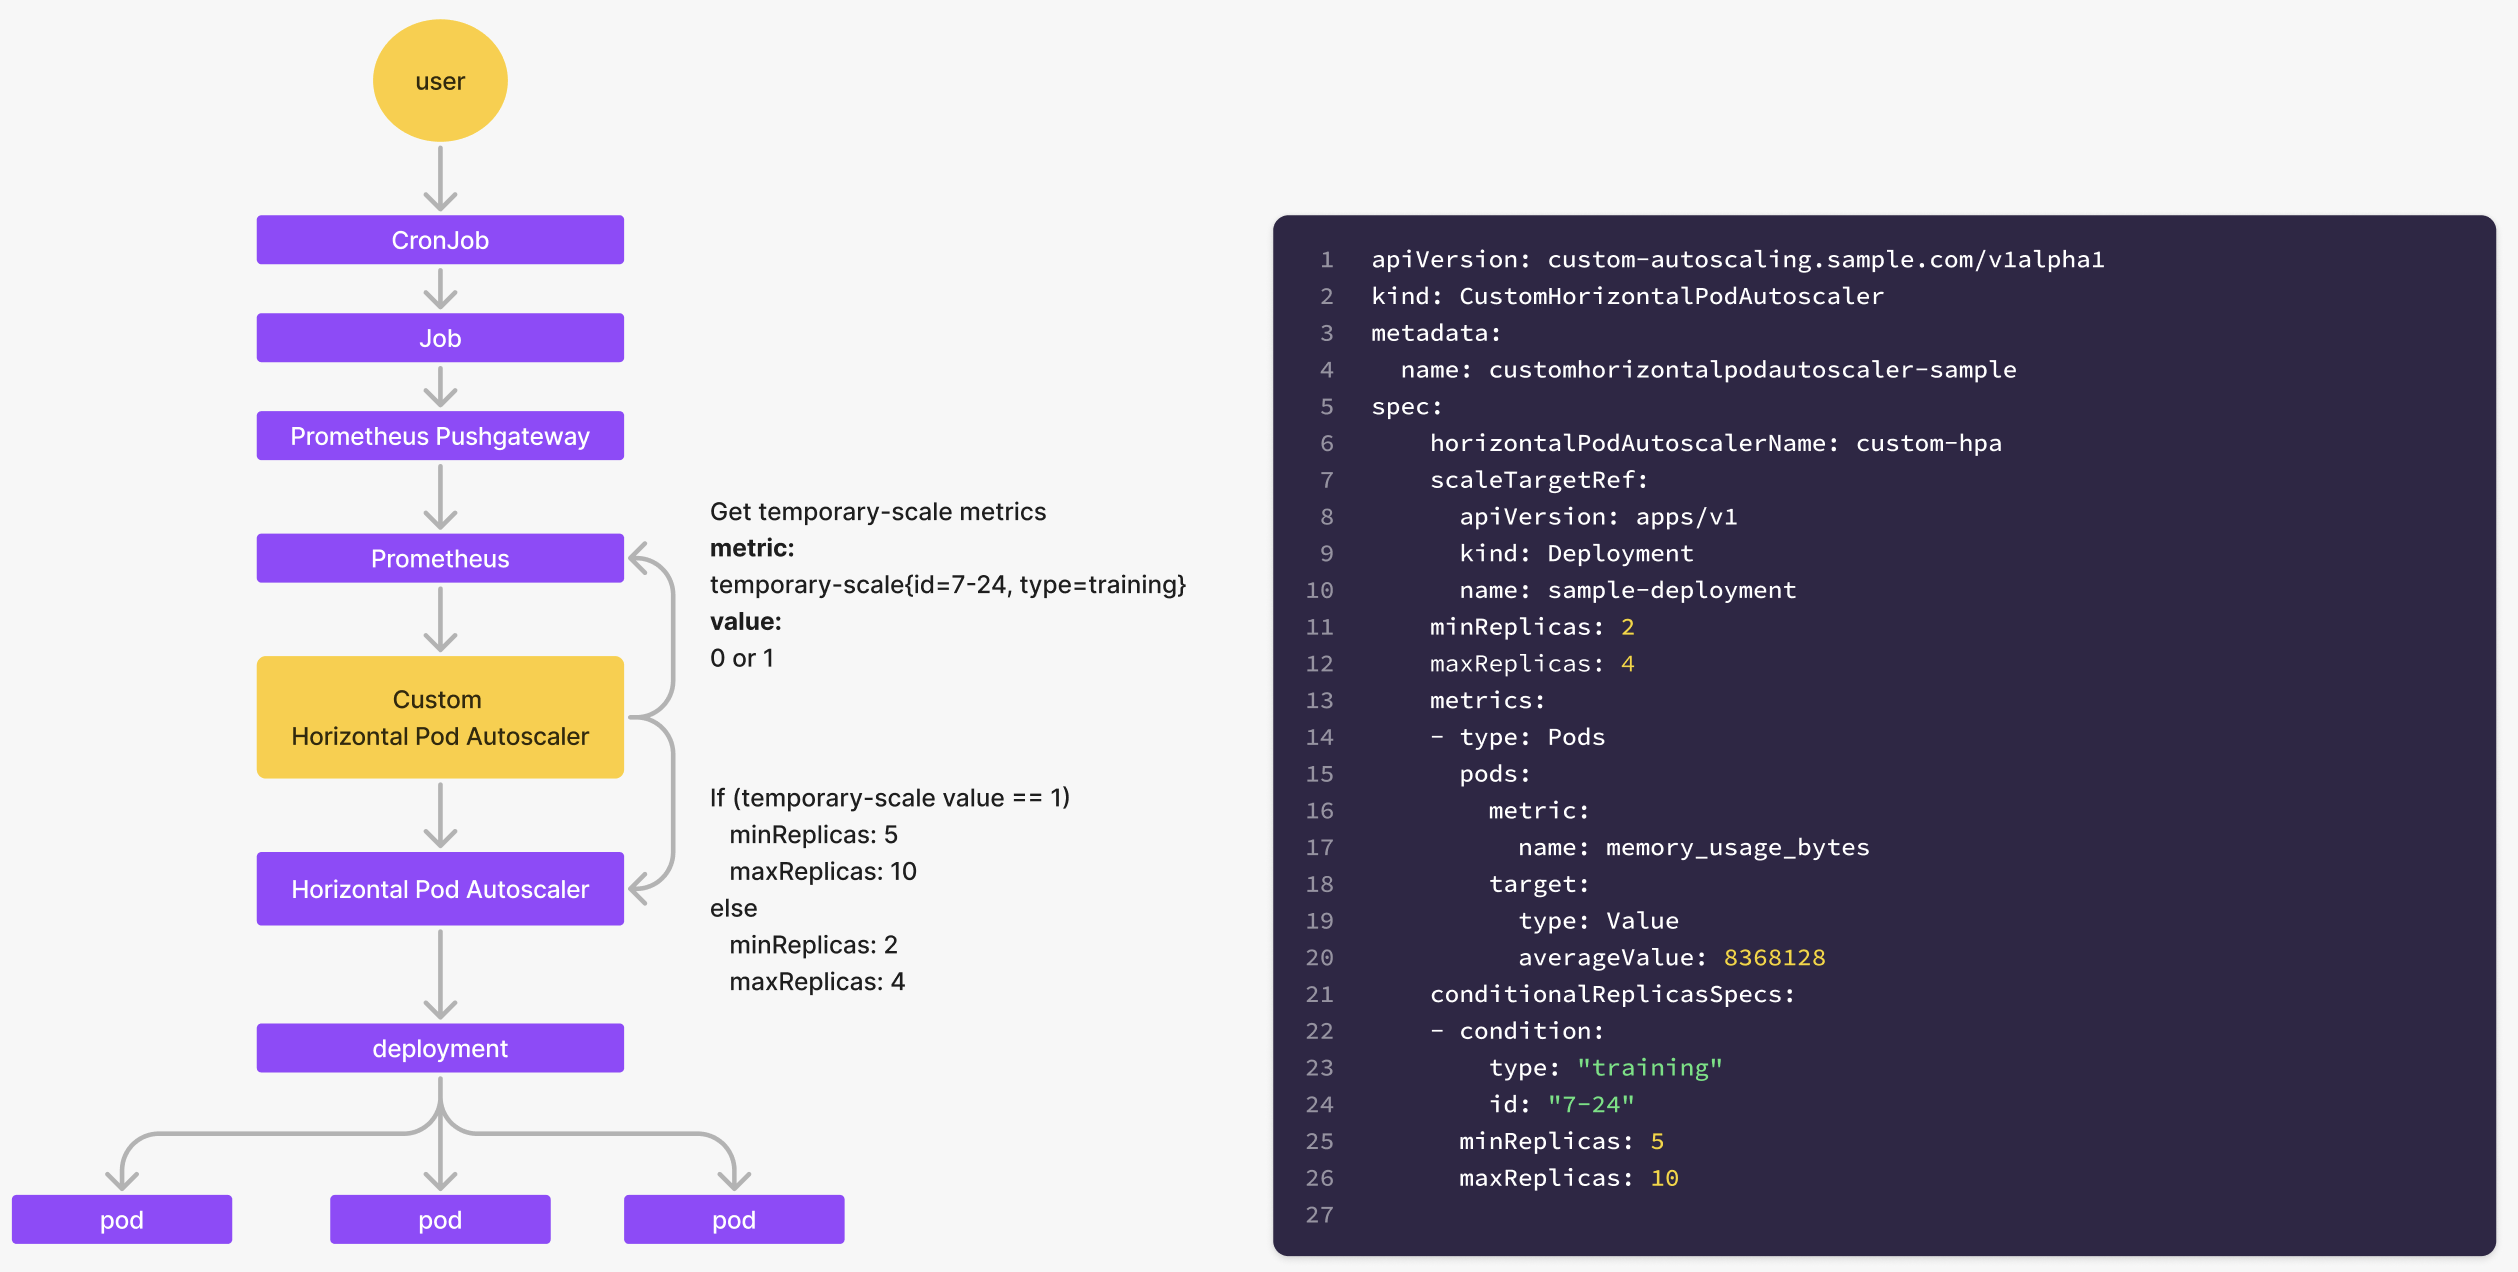 user
CronJob
Job
Prometheus Pushgateway
Prometheus
Custom
Horizontal Pod Autoscaler
Horizontal Pod Autoscaler
deployment
pod
pod
pod
Get temporary-scale metrics
metric:
temporary-scale{id=7-24, type=training}
value:
0 or 1
If (temporary-scale value == 1)
minReplicas: 5
maxReplicas: 10
else
minReplicas: 2
maxReplicas: 4
1 apiVersion: custom-autoscaling.sample.com/v1alpha1
2 kind: CustomHorizontalPodAutoscaler
3 metadata:
4 name: customhorizontalpodautoscaler-sample
5 spec:
6 horizontalPodAutoscalerName: custom-hpa
7 scaleTargetRef:
8 apiVersion: apps/v1
9 kind: Deployment
10 name: sample-deployment
11 minReplicas: 2
12 maxReplicas: 4
13 metrics:
14 - type: Pods
15 pods:
16 metric:
17 name: memory_usage_bytes
18 target:
19 type: Value
20 averageValue: 8368128
21 conditionalReplicasSpecs:
22 - condition:
23 type: "training"
24 id: "7-24"
25 minReplicas: 5
26 maxReplicas: 10
27